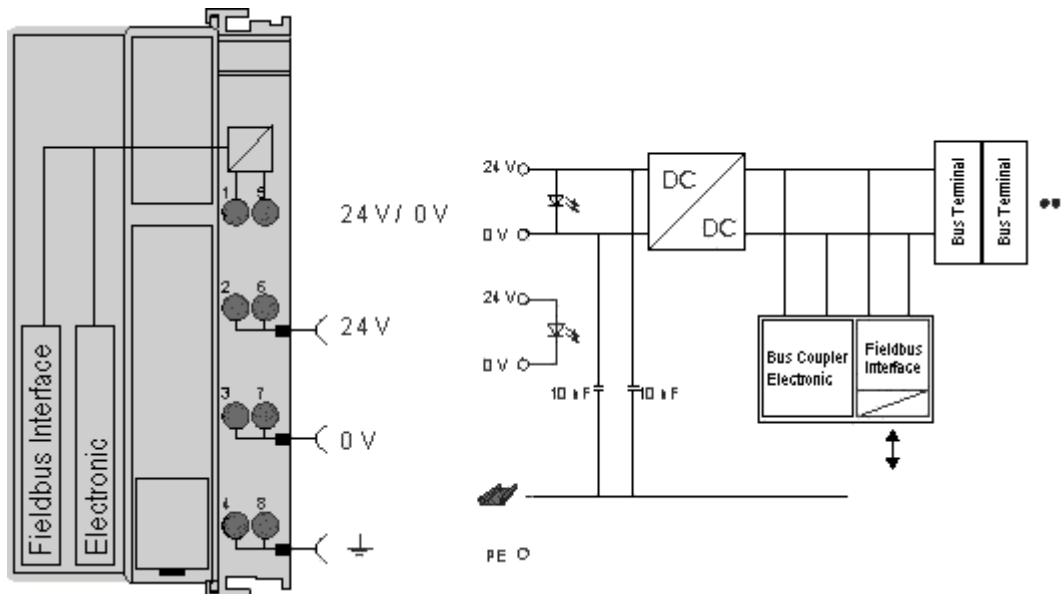 1 5
24 V / 0 V
2 6
24 V
3 7
0 V
4 8
Fieldbus Interface
Electronic
24 V
0 V
24 V
0 V
DC
DC
10 nF
10 nF
Bus Terminal
Bus Terminal
Bus Coupler
Electronic
Fieldbus
Interface
PE